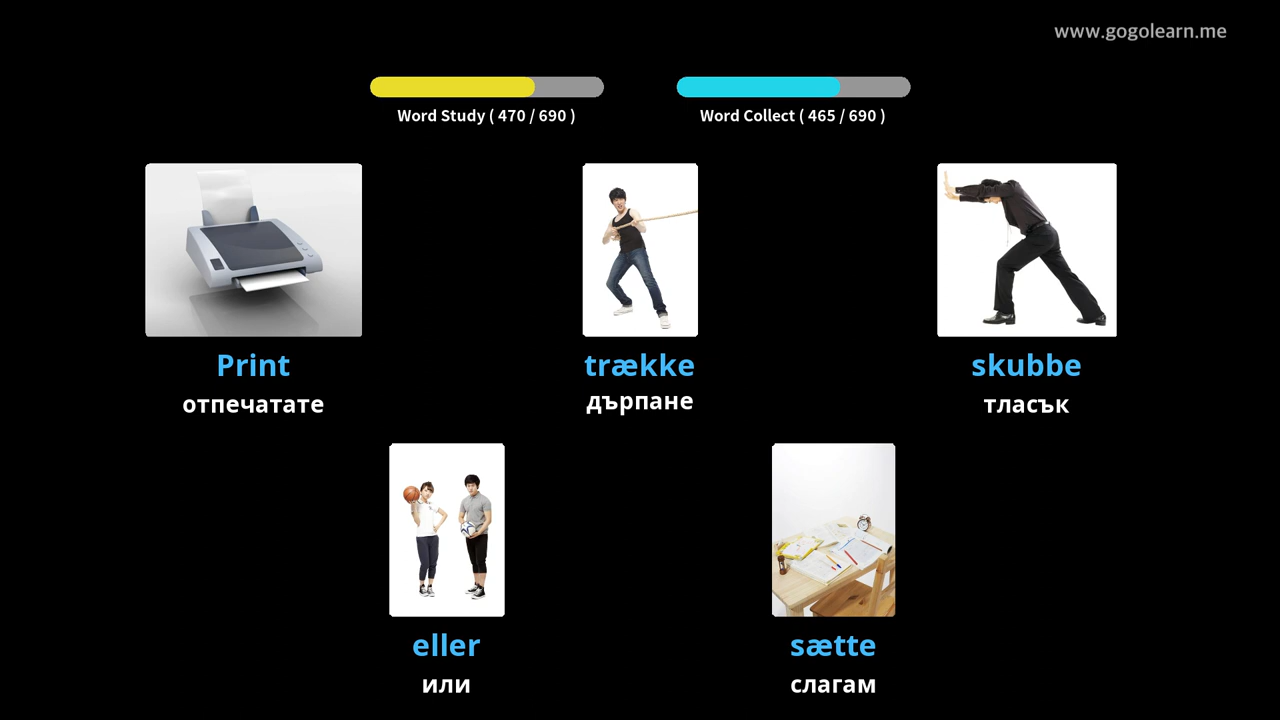 www.gogolearn.me
Word Study ( 470 / 690 )
Word Collect ( 465 / 690 )
Print
отпечатате
trække
дърпане
skubbe
тласък
eller
или
sætte
слагам